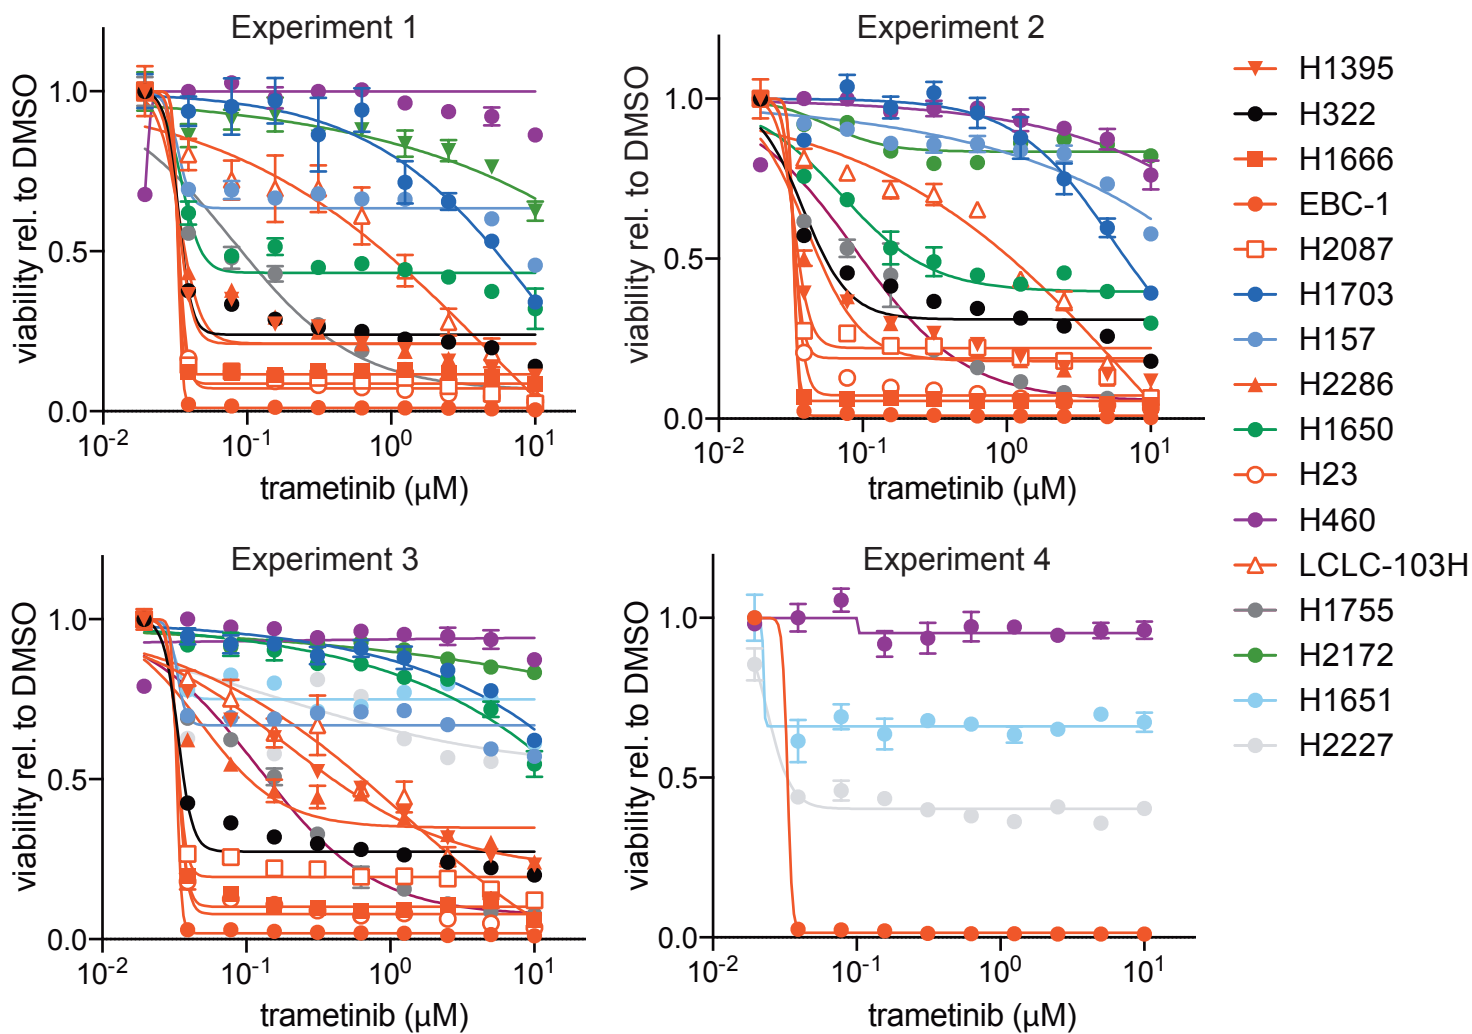 Experiment 1
viability rel. to DMSO
1.0
0.5
0.0
10-2
10-1
100
101
trametinib (µM)
Experiment 2
viability rel. to DMSO
1.0
0.5
0.0
10-2
10-1
100
101
trametinib (µM)
H1395
H322
H1666
EBC-1
H2087
H1703
H157
H2286
H1650
H23
H460
LCLC-103H
H1755
H2172
H1651
H2227
Experiment 3
viability rel. to DMSO
1.0
0.5
0.0
10-2
10-1
100
101
trametinib (µM)
Experiment 4
viability rel. to DMSO
1.0
0.5
0.0
10-2
10-1
100
101
trametinib (µM)